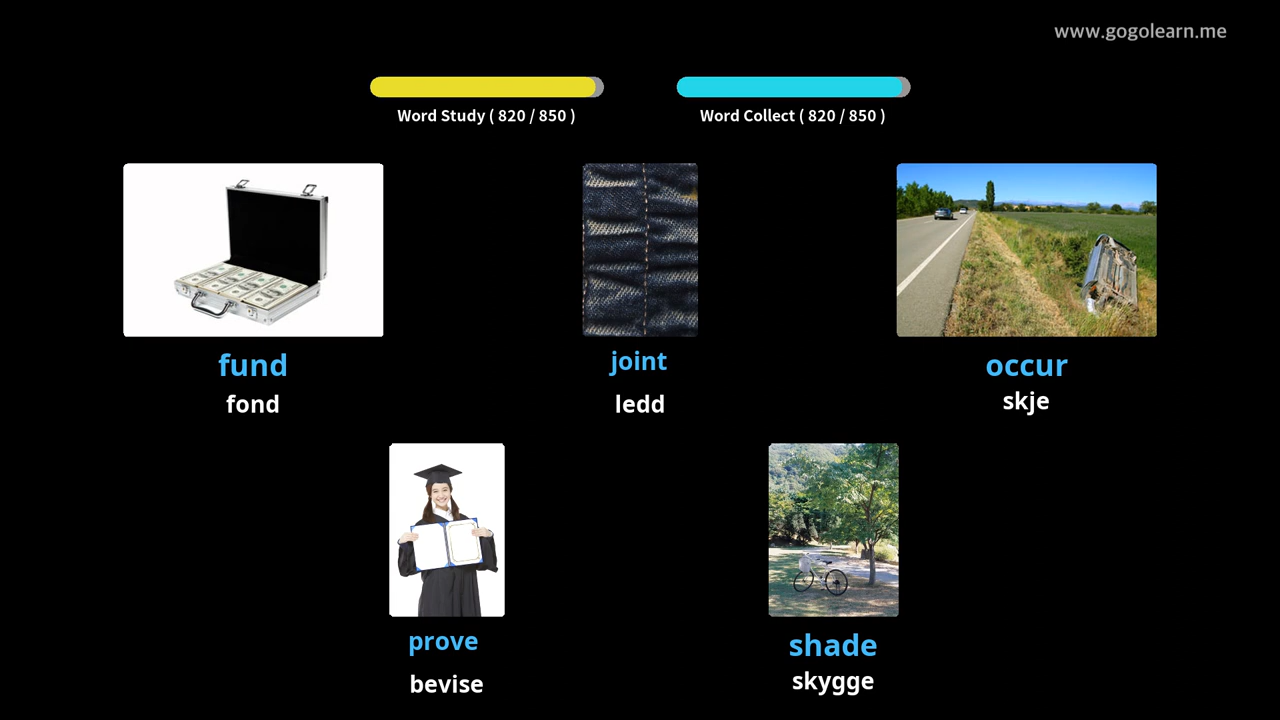 www.gogolearn.me
Word Study ( 820 / 850 )
Word Collect ( 820 / 850 )
fund
fond
joint
ledd
occur
skje
prove
bevise
shade
skygge